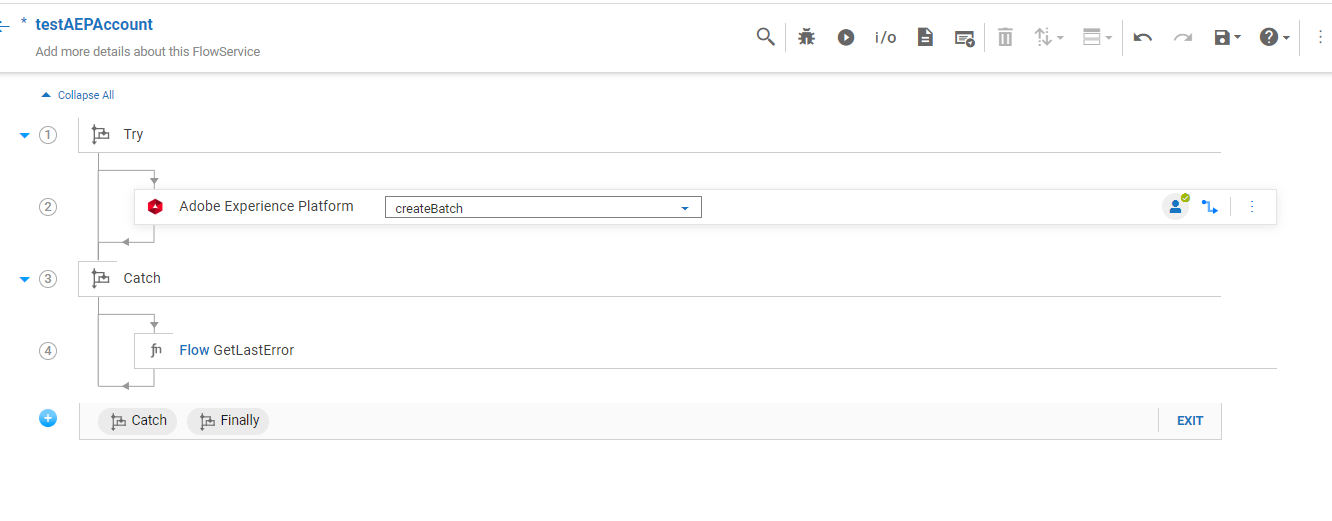 * testAEPAccount
Add more details about this FlowService
i/o
Collapse All
1 Try
2 Adobe Experience Platform createBatch
3 Catch
4 fn Flow GetLastError
Catch Finally EXIT